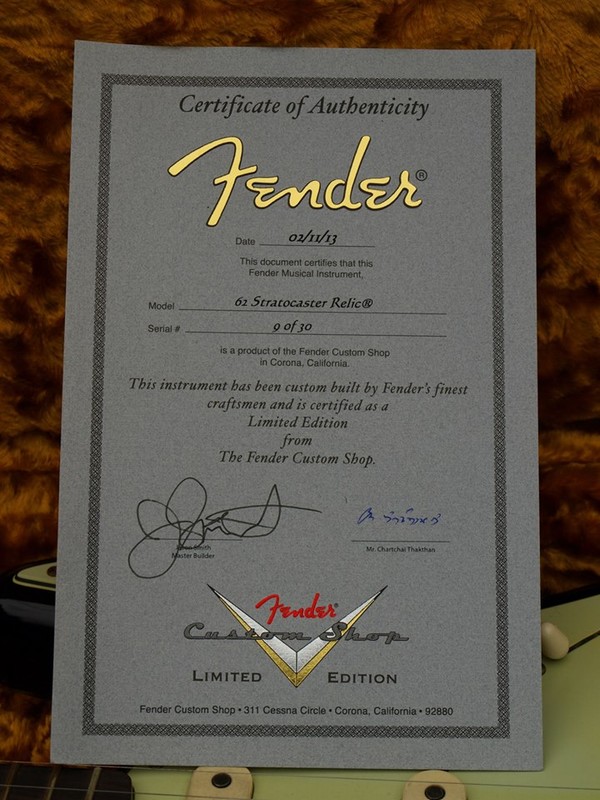 Certificate of Authenticity
Fender®
Date 02/11/13
This document certifies that this
Fender Musical Instrument,
Model 62 Stratocaster Relic®
Serial # 9 of 30
is a product of the Fender Custom Shop
in Corona, California.
This instrument has been custom built by Fender's finest
craftsmen and is certified as a
Limited Edition
from
The Fender Custom Shop.
Smith
Master Builder
Mr. Chartchai Thakthan
Fender®
Custom Shop
LIMITED EDITION
Fender Custom Shop • 311 Cessna Circle • Corona, California • 92880